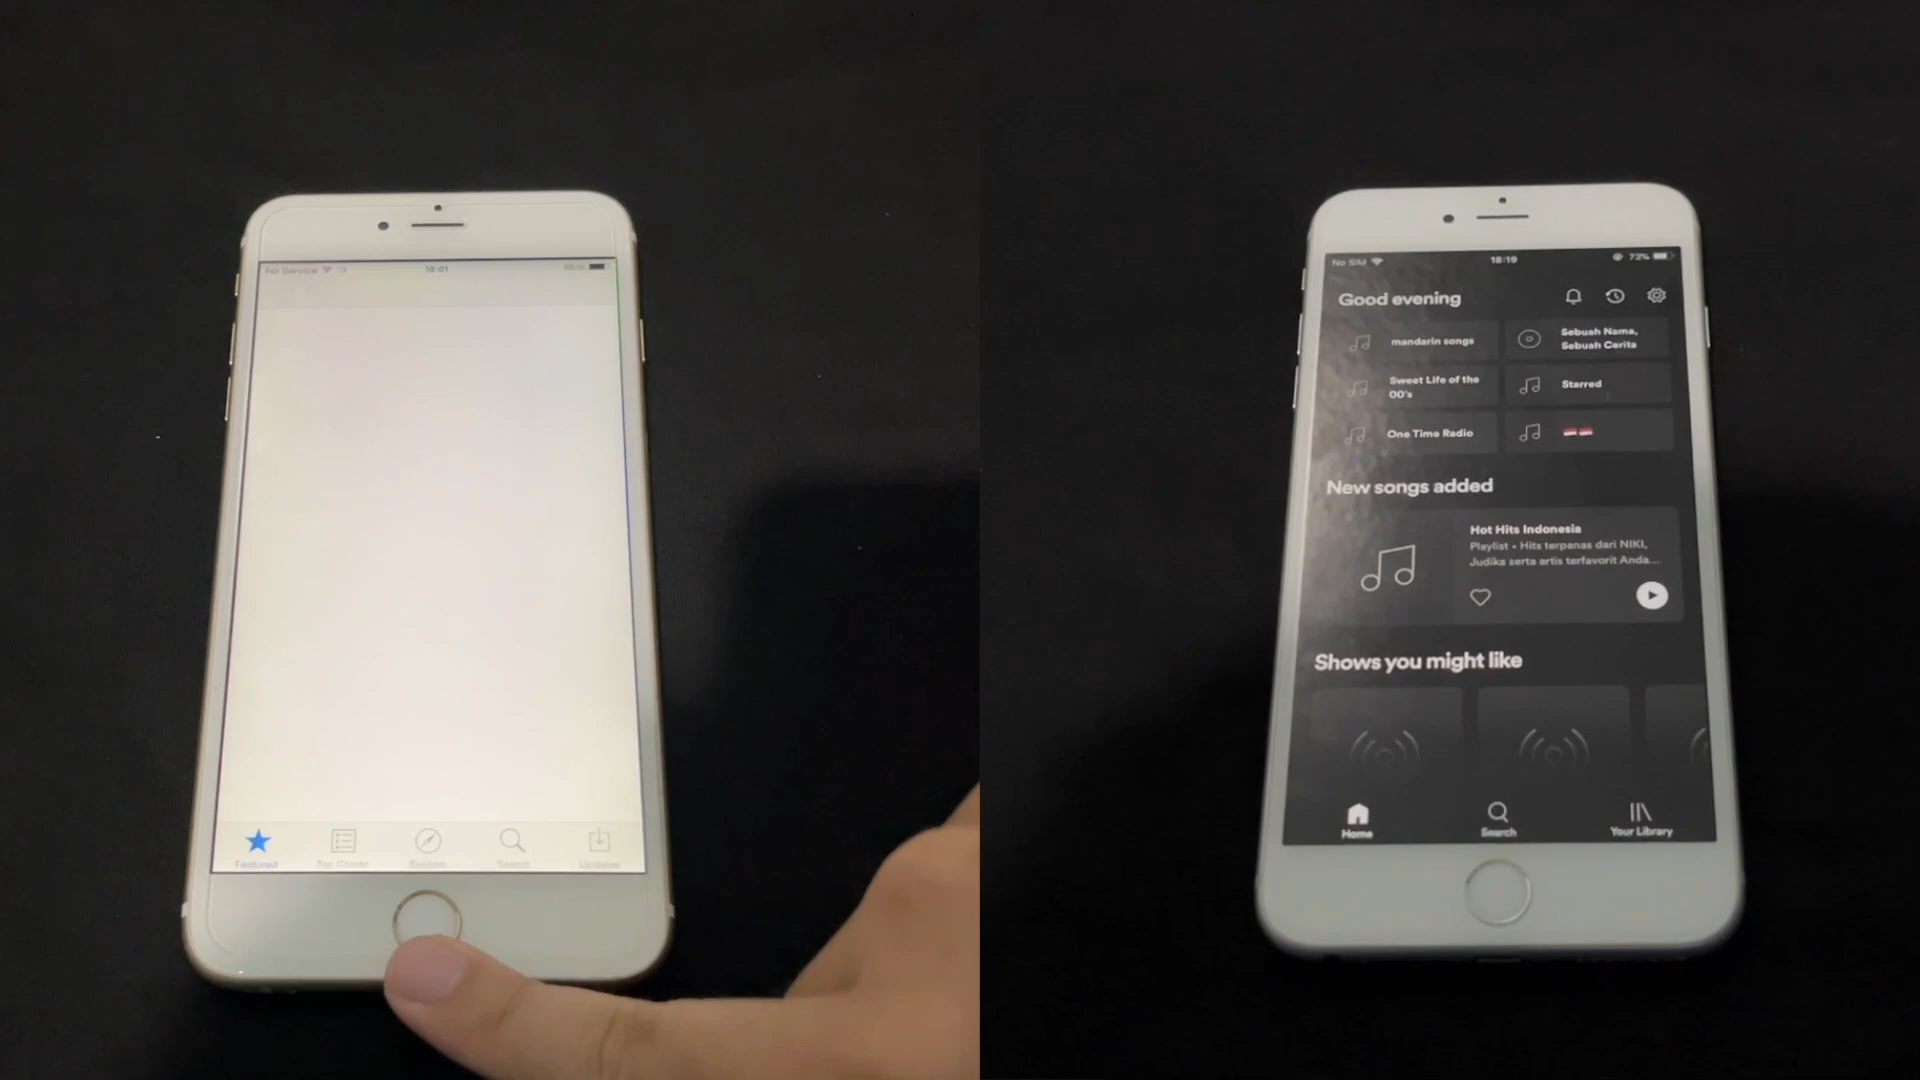 No Service
18:01
Featured
Top Charts
Explore
Search
Updates
No SIM
18:19
73%
Good evening
mandarin songs
Sebuah Nama,
Sebuah Cerita
Sweet Life of the
00's
Starred
One Time Radio
New songs added
Hot Hits Indonesia
Playlist • Hits terpanas dari NIKI,
Judika serta artis terfavorit Anda...
Shows you might like
Home
Search
Your Library